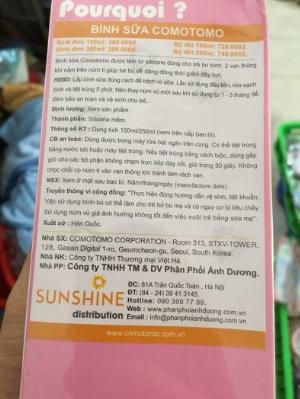 Pourquoi ?
BÌNH SỮA COMOTOMO
Bình đơn 150ml: 380.000đ. Bộ đôi 150ml: 720.000đ.
Bình đơn 250ml: 390.000đ. Bộ đôi 250ml: 740.000đ.
Bình sữa Comotomo được làm từ silicone dùng cho trẻ bú bình. 2 van thông
khí nằm trên núm ti giúp bé bú dễ dàng đồng thời giảm đầy hơi.
HDSD: Lắp bình sữa đúng cách để tránh rò sữa. Lần sử dụng đầu tiên, rửa sạch
bình và tiệt trùng 5 phút. Nên thay núm vú mới sau khi sử dụng từ 1 - 3 tháng để
đảm bảo an toàn và vệ sinh cho trẻ.
Định lượng: Xem sản phẩm.
Thành phần: Silicone mềm.
Thông số KT : Dung tích 150ml/250ml (xem trên nắp bao bì).
CB an toàn: Dùng được trong máy rửa bát ngăn trên cùng. Có thể tiệt trùng
bằng nước sôi hoặc máy tiệt trùng. Nếu tiệt trùng bằng cách luộc, dùng gắp
giữ cho các bộ phận không chạm trực tiếp đáy nồi, giữ trong 30 giây. Không
chọc chổi cọ núm ti vào van thông khí tránh làm rách van.
NSX: Xem ở mặt sau bao bì: Năm/tháng/ngày (manufacture date).
Truyền thông vì cộng đồng: "Thực hiện đúng hướng dẫn vệ sinh, tiệt khuẩn.
Việc sử dụng bình bú có thể làm cho trẻ bỏ bú mẹ và có nguy cơ bị tiêu chảy.
Sử dụng núm vú giả ảnh hưởng không tốt đến việc nuôi trẻ bằng sữa mẹ".
Xuất xứ : Hàn Quốc.
Nhà SX: COMOTOMO CORPORATION - Room 313, STXV-TOWER,
128, Gasan Digital 1-ro, Geumcheon-gu, Seoul, South Korea.
Nhà NK: Công ty TNHH Thương mại Việt Hà.
Nhà PP: Công ty TNHH TM & DV Phân Phối Ánh Dương.
SUNSHINE
distribution
ĐC: 81A Trần Quốc Toản , Hà Nội
ĐT: (84 - 24) 39 41 3145.
Hotline: 090 300 77 99.
Web: www.phanphoianhduong.com.vn
Email: info@phanphoianhduong.com.vn
www.comotomo.com.vn